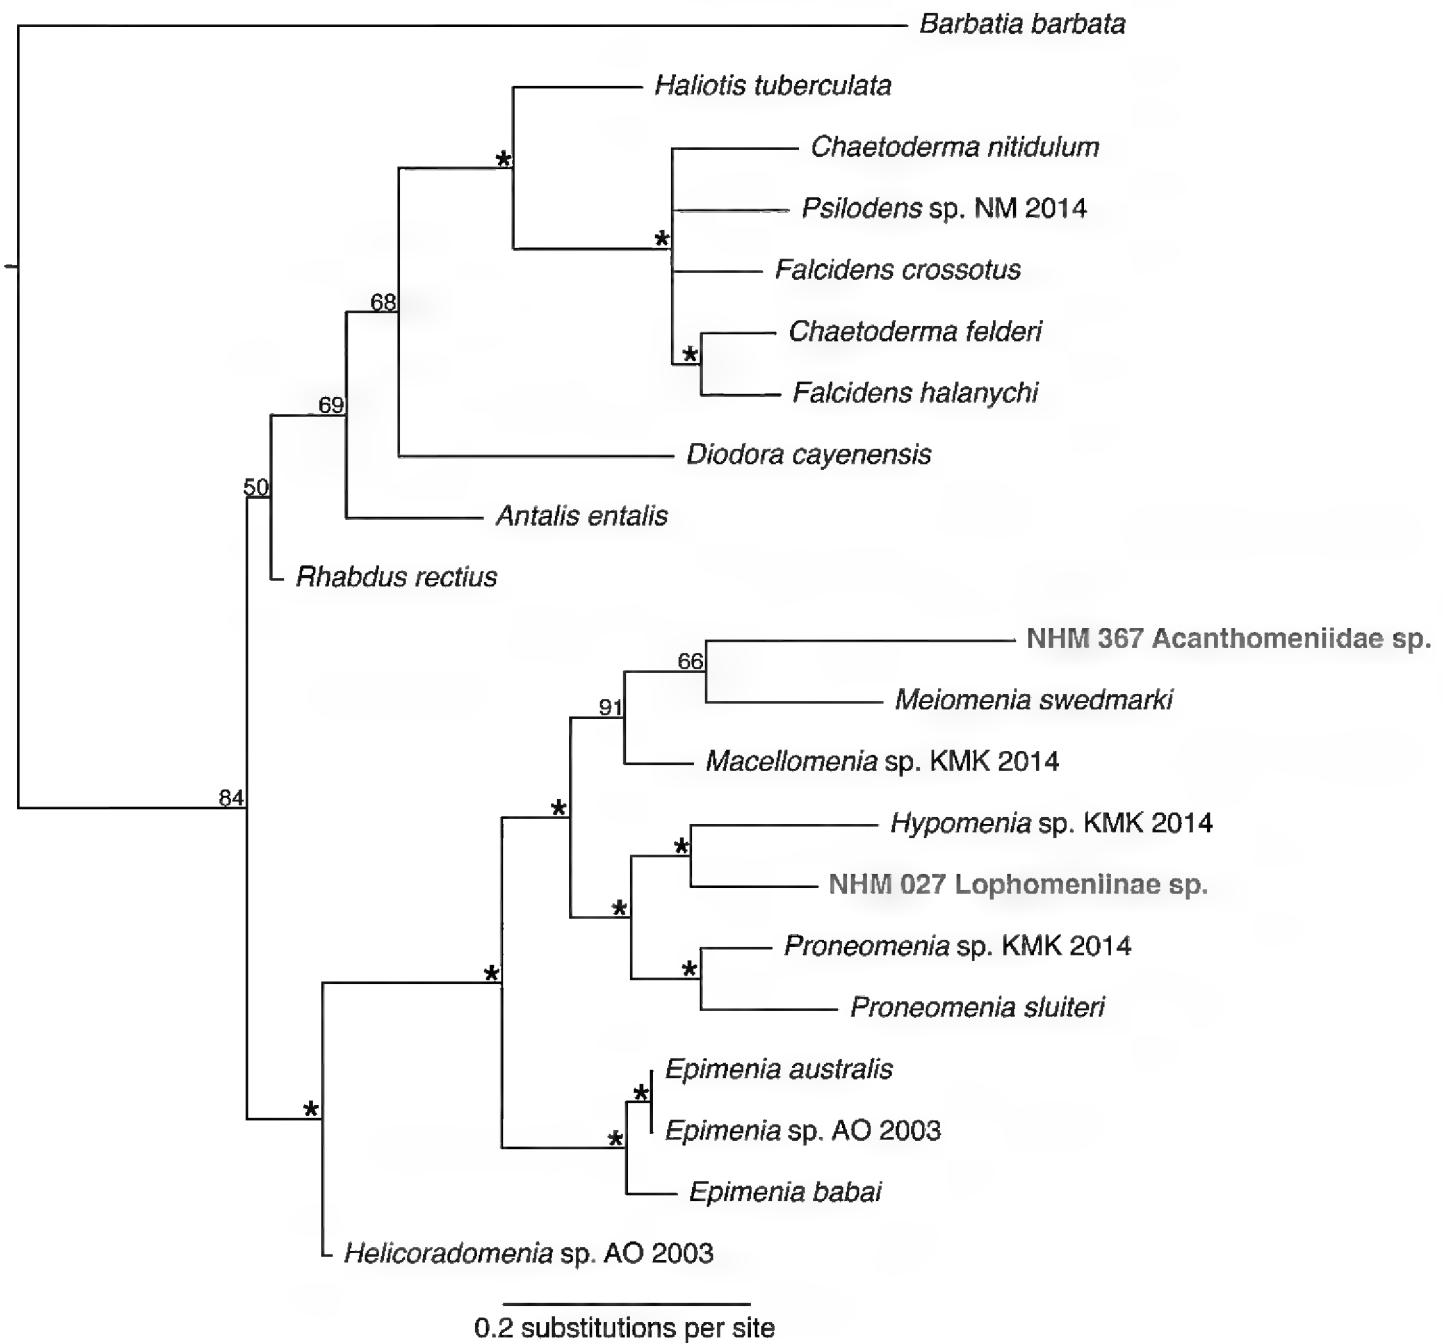 Barbatia barbata
Haliotis tuberculata
*
Chaetoderma nitidulum
Psilodens sp. NM 2014
*
Falcidens crossotus
68
Chaetoderma felderi
*
Falcidens halanychi
69
Diodora cayenensis
50
Antalis entalis
Rhabdus rectius
NHM 367 Acanthomeniidae sp.
66
Meiomenia swedmarki
91
Macellomenia sp. KMK 2014
84
*
Hypomenia sp. KMK 2014
*
NHM 027 Lophomeniinae sp.
*
Proneomenia sp. KMK 2014
*
*
Proneomenia sluiteri
Epimenia australis
*
*
Epimenia sp. AO 2003
*
Epimenia babai
Helicoradomenia sp. AO 2003
0.2 substitutions per site